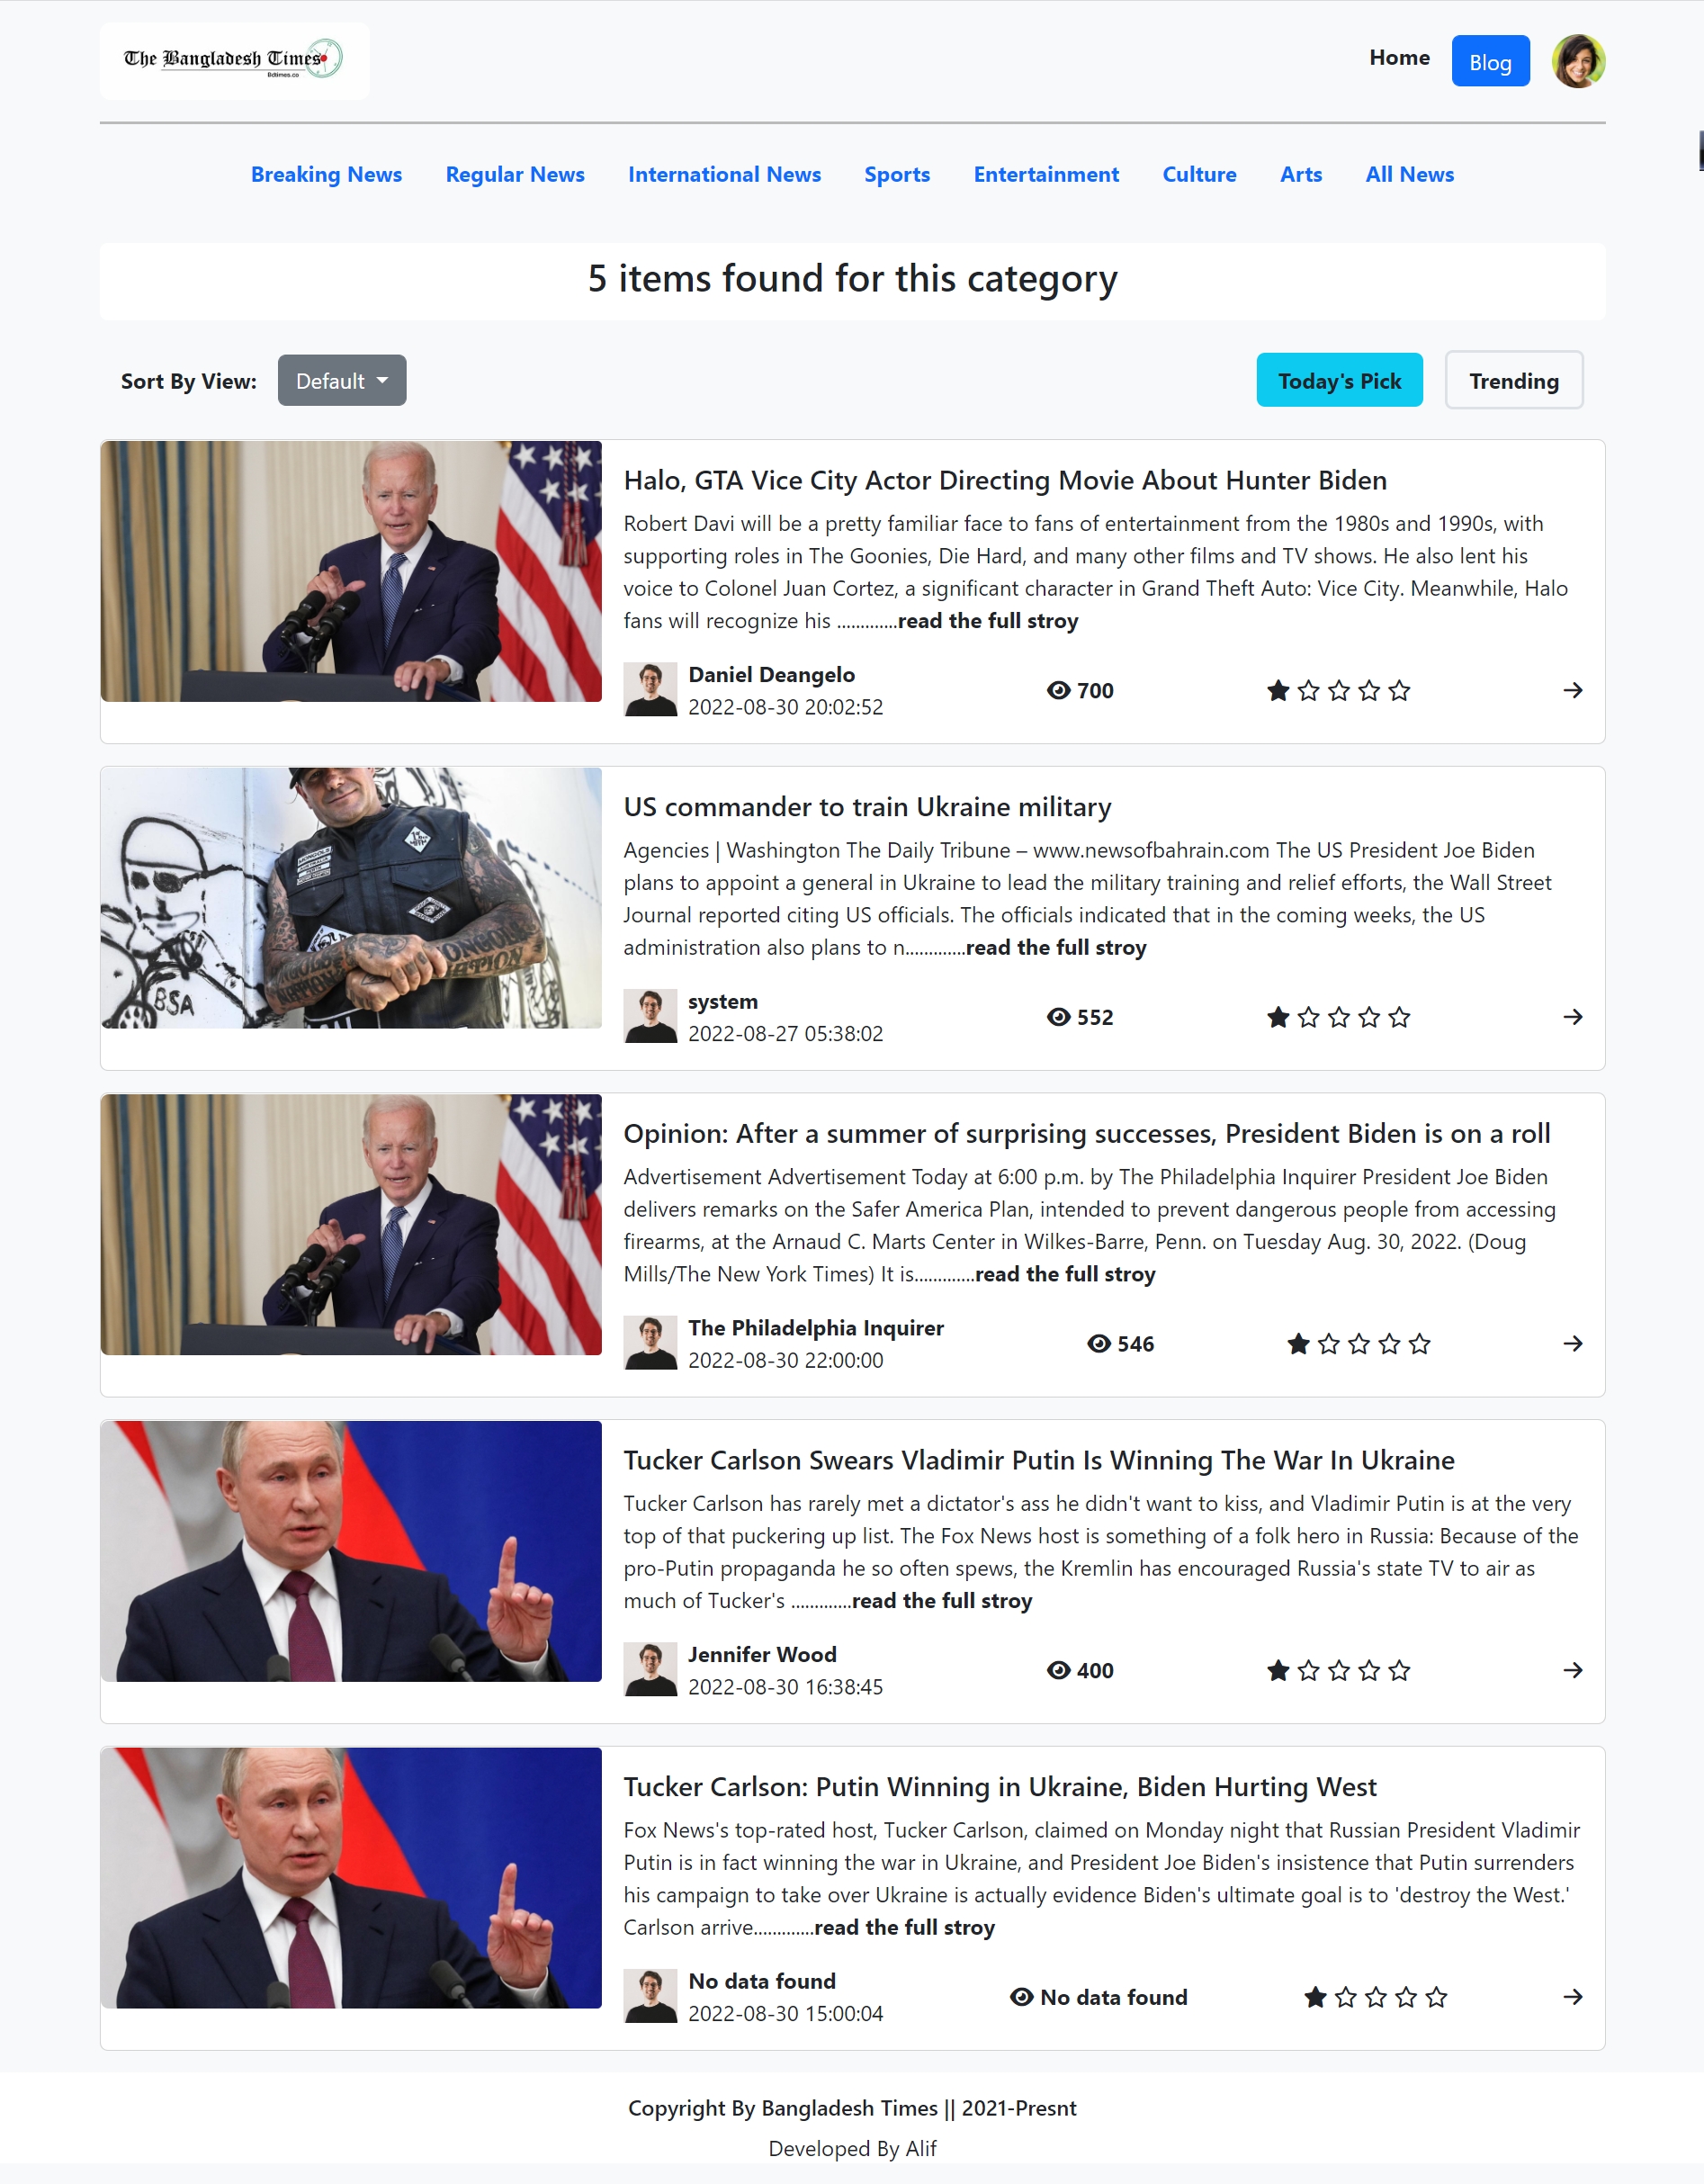 The Bangladesh Times
Bdtimes.co
Home
Blog
Breaking News
Regular News
International News
Sports
Entertainment
Culture
Arts
All News
5 items found for this category
Sort By View:
Default
Today's Pick
Trending
Halo, GTA Vice City Actor Directing Movie About Hunter Biden
Robert Davi will be a pretty familiar face to fans of entertainment from the 1980s and 1990s, with
supporting roles in The Goonies, Die Hard, and many other films and TV shows. He also lent his
voice to Colonel Juan Cortez, a significant character in Grand Theft Auto: Vice City. Meanwhile, Halo
fans will recognize his .............read the full stroy
Daniel Deangelo
2022-08-30 20:02:52
700
BSA
US commander to train Ukraine military
Agencies | Washington The Daily Tribune – www.newsofbahrain.com The US President Joe Biden
plans to appoint a general in Ukraine to lead the military training and relief efforts, the Wall Street
Journal reported citing US officials. The officials indicated that in the coming weeks, the US
administration also plans to n.............read the full stroy
system
2022-08-27 05:38:02
552
Opinion: After a summer of surprising successes, President Biden is on a roll
Advertisement Advertisement Today at 6:00 p.m. by The Philadelphia Inquirer President Joe Biden
delivers remarks on the Safer America Plan, intended to prevent dangerous people from accessing
firearms, at the Arnaud C. Marts Center in Wilkes-Barre, Penn. on Tuesday Aug. 30, 2022. (Doug
Mills/The New York Times) It is.............read the full stroy
The Philadelphia Inquirer
2022-08-30 22:00:00
546
Tucker Carlson Swears Vladimir Putin Is Winning The War In Ukraine
Tucker Carlson has rarely met a dictator's ass he didn't want to kiss, and Vladimir Putin is at the very
top of that puckering up list. The Fox News host is something of a folk hero in Russia: Because of the
pro-Putin propaganda he so often spews, the Kremlin has encouraged Russia's state TV to air as
much of Tucker's .............read the full stroy
Jennifer Wood
2022-08-30 16:38:45
400
Tucker Carlson: Putin Winning in Ukraine, Biden Hurting West
Fox News's top-rated host, Tucker Carlson, claimed on Monday night that Russian President Vladimir
Putin is in fact winning the war in Ukraine, and President Joe Biden's insistence that Putin surrenders
his campaign to take over Ukraine is actually evidence Biden's ultimate goal is to 'destroy the West.'
Carlson arrive.............read the full stroy
No data found
2022-08-30 15:00:04
No data found
Copyright By Bangladesh Times || 2021-Presnt
Developed By Alif